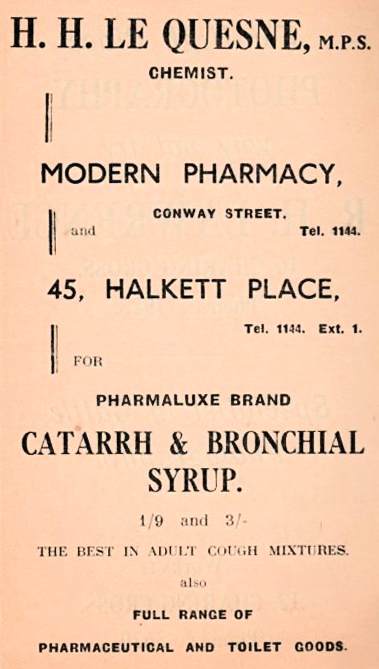 H. H. LE QUESNE, M.P.S.
CHEMIST.
MODERN PHARMACY,
CONWAY STREET.
and Tel. 1144.
45, HALKETT PLACE,
Tel. 1144. Ext. 1.
FOR
PHARMALUXE BRAND
CATARRH & BRONCHIAL
SYRUP.
1/9 and 3/-
THE BEST IN ADULT COUGH MIXTURES.
also
FULL RANGE OF
PHARMACEUTICAL AND TOILET GOODS.